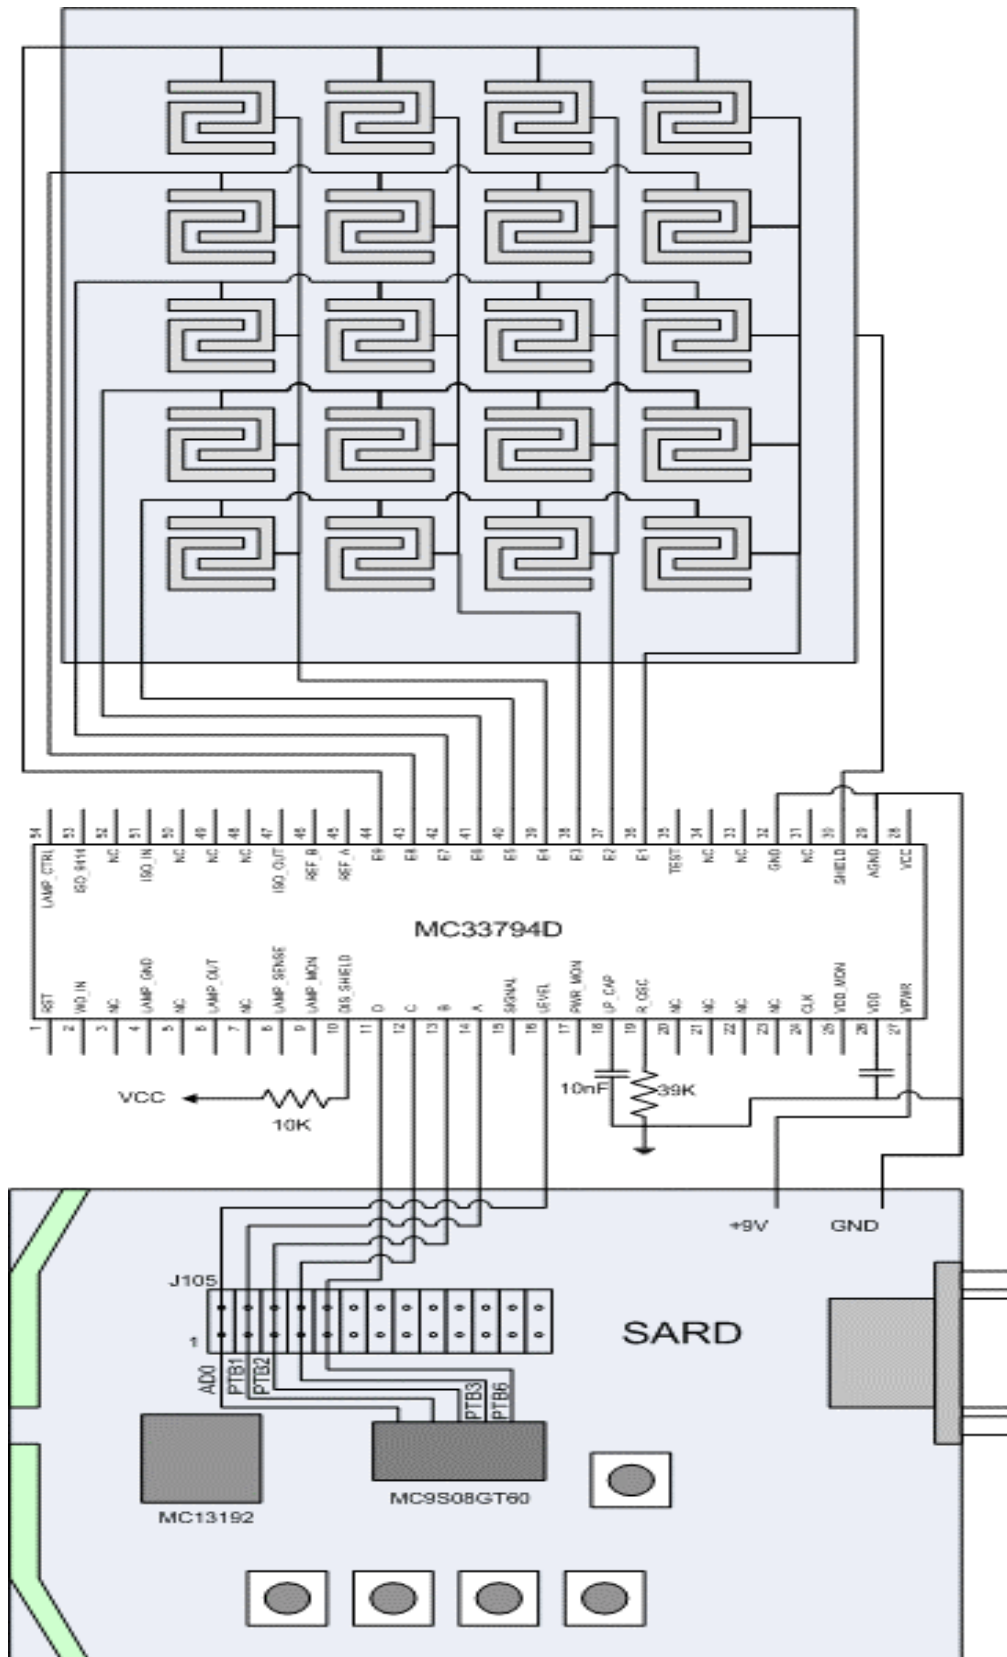 54 53 52 51 50 49 48 47 46 45 44 43 42 41 40 39 38 37 36 35 34 33 32 31 30 29 28
LAMP_CTRL ISO_9414 NC ISO_IN NC NC NC ISO_OUT REF_B REF_A E9 E8 E7 E6 E5 E4 E3 E2 E1 TEST NC NC GND NC SHIELD AGND VCC
MC33794D
RST WD_IN NC LAMP_GND NC LAMP_OUT NC LAMP_SENSE LAMP_MON DIS_SHIELD D C B A SIGNAL LEVEL PWR_MON LP_CAP R_OSC NC NC NC NC CLK VDD_MON VDD VPWR
1 2 3 4 5 6 7 8 9 10 11 12 13 14 15 16 17 18 19 20 21 22 23 24 25 26 27
VCC
10K
10nF
39K
+9V
GND
J105
1
SARD
AD0
PTB1
PTB2
PTB3
PTB6
MC9S08GT60
MC13192